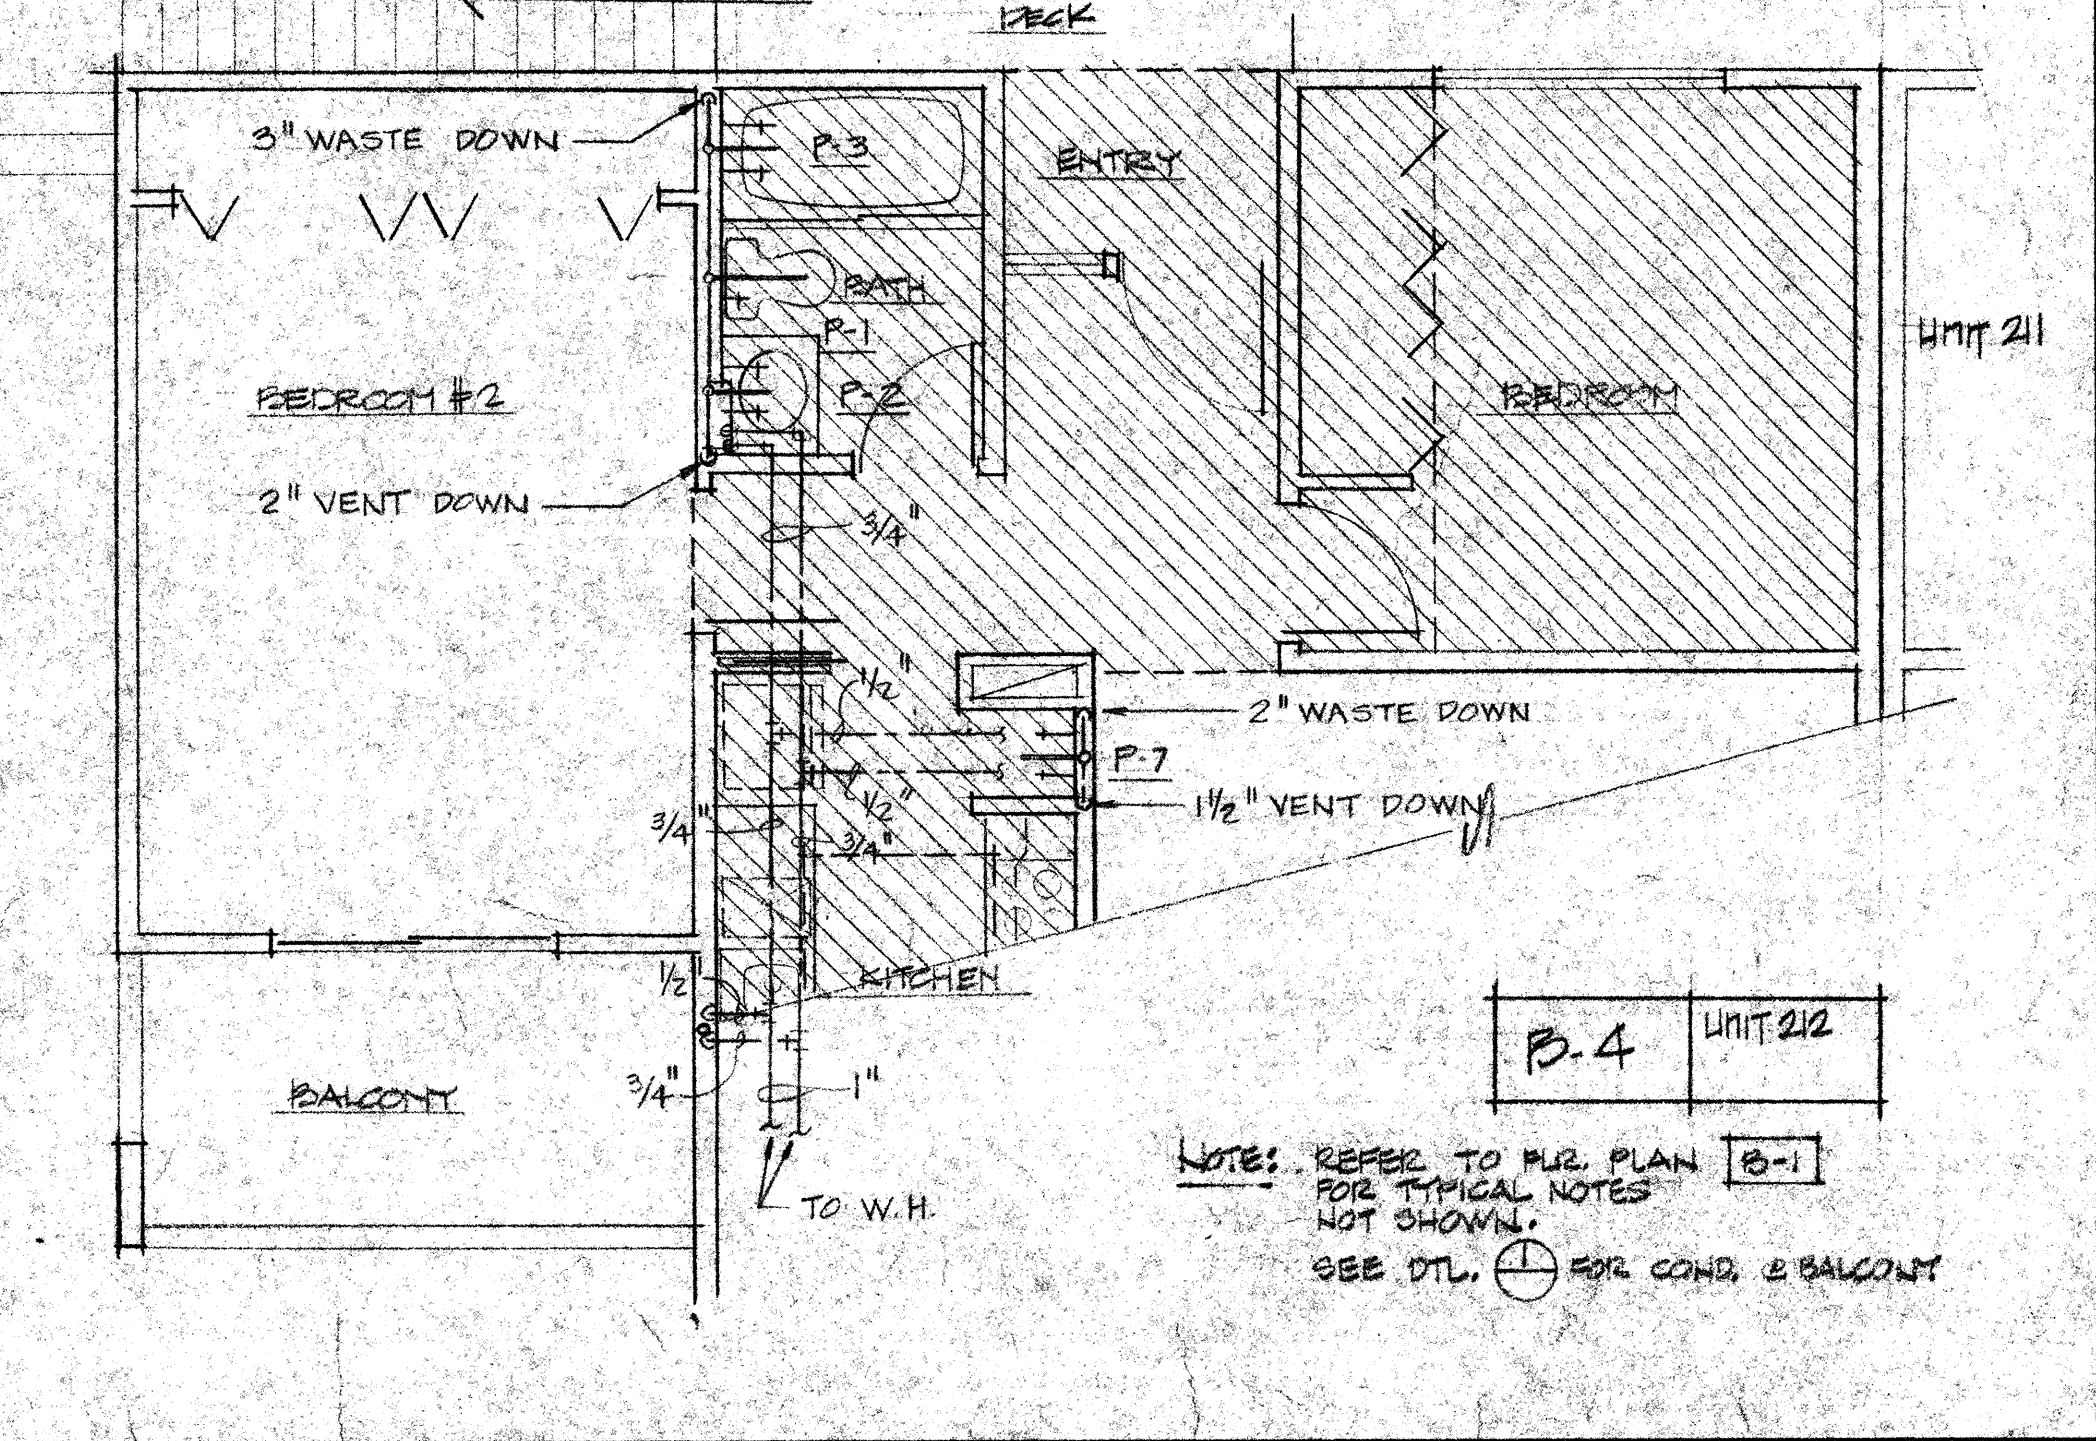 DECK
3" WASTE DOWN
P-3
ENTRY
BATH
P-1
UNIT 211
BEDROOM #2
P-2
BEDROOM
2" VENT DOWN
3/4"
1/2"
2" WASTE DOWN
P-7
1/2"
1 1/2" VENT DOWN
3/4"
3/4"
1/2"
KITCHEN
B-4
UNIT 212
BALCONY
3/4"
1"
NOTE: REFER TO FLR. PLAN B-1
FOR TYPICAL NOTES
NOT SHOWN.
TO W.H.
SEE DTL. 1 FOR COND. @ BALCONY